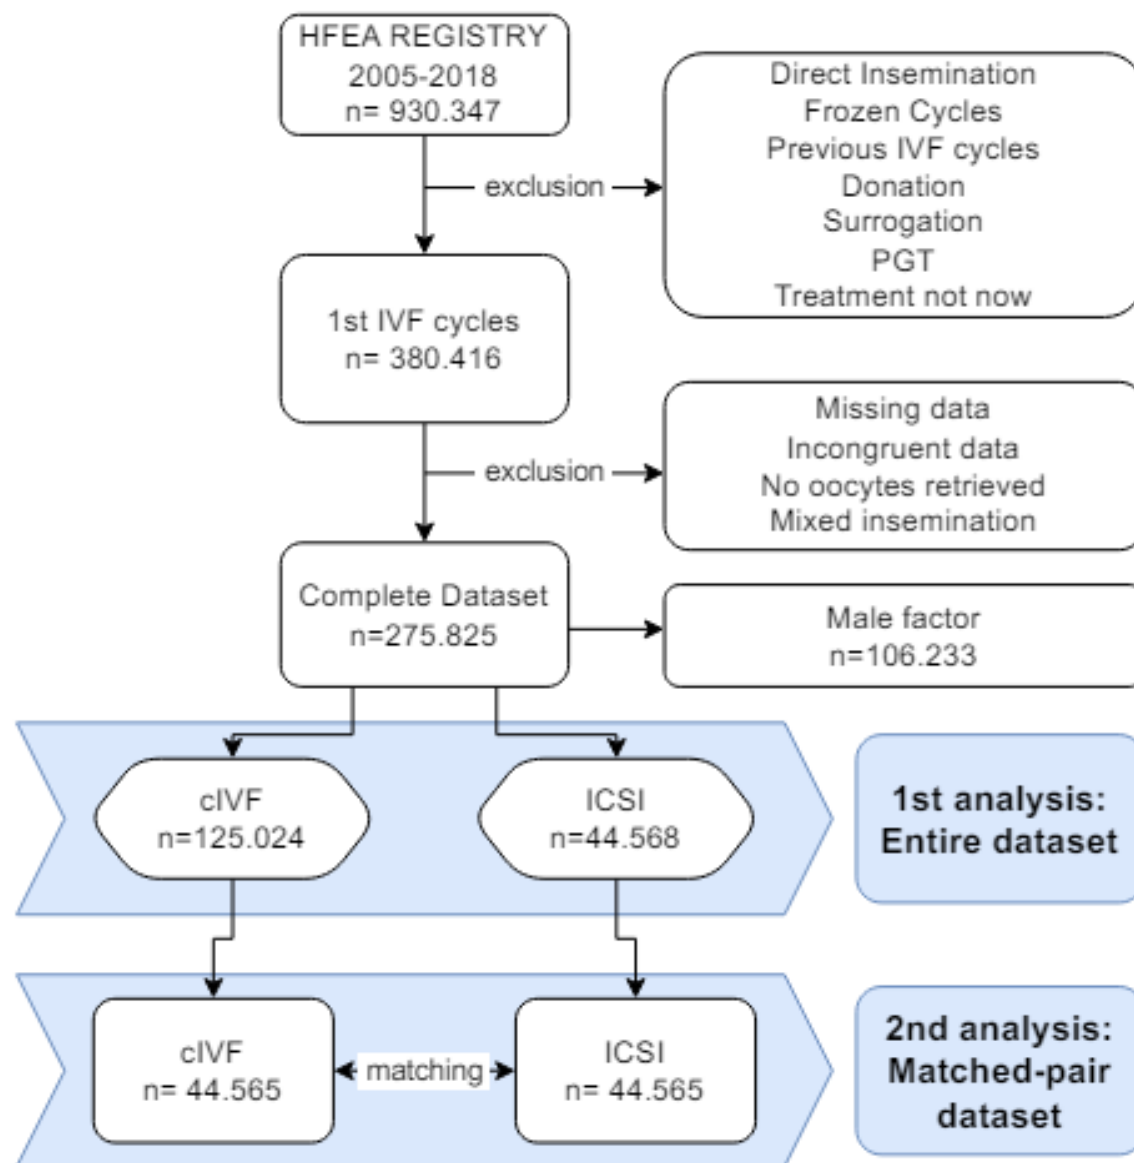 HFEA REGISTRY
2005-2018
n= 930.347
exclusion
Direct Insemination
Frozen Cycles
Previous IVF cycles
Donation
Surrogation
PGT
Treatment not now
1st IVF cycles
n= 380.416
exclusion
Missing data
Incongruent data
No oocytes retrieved
Mixed insemination
Complete Dataset
n=275.825
Male factor
n=106.233
cIVF
n=125.024
ICSI
n=44.568
1st analysis:
Entire dataset
cIVF
n= 44.565
matching
ICSI
n= 44.565
2nd analysis:
Matched-pair
dataset